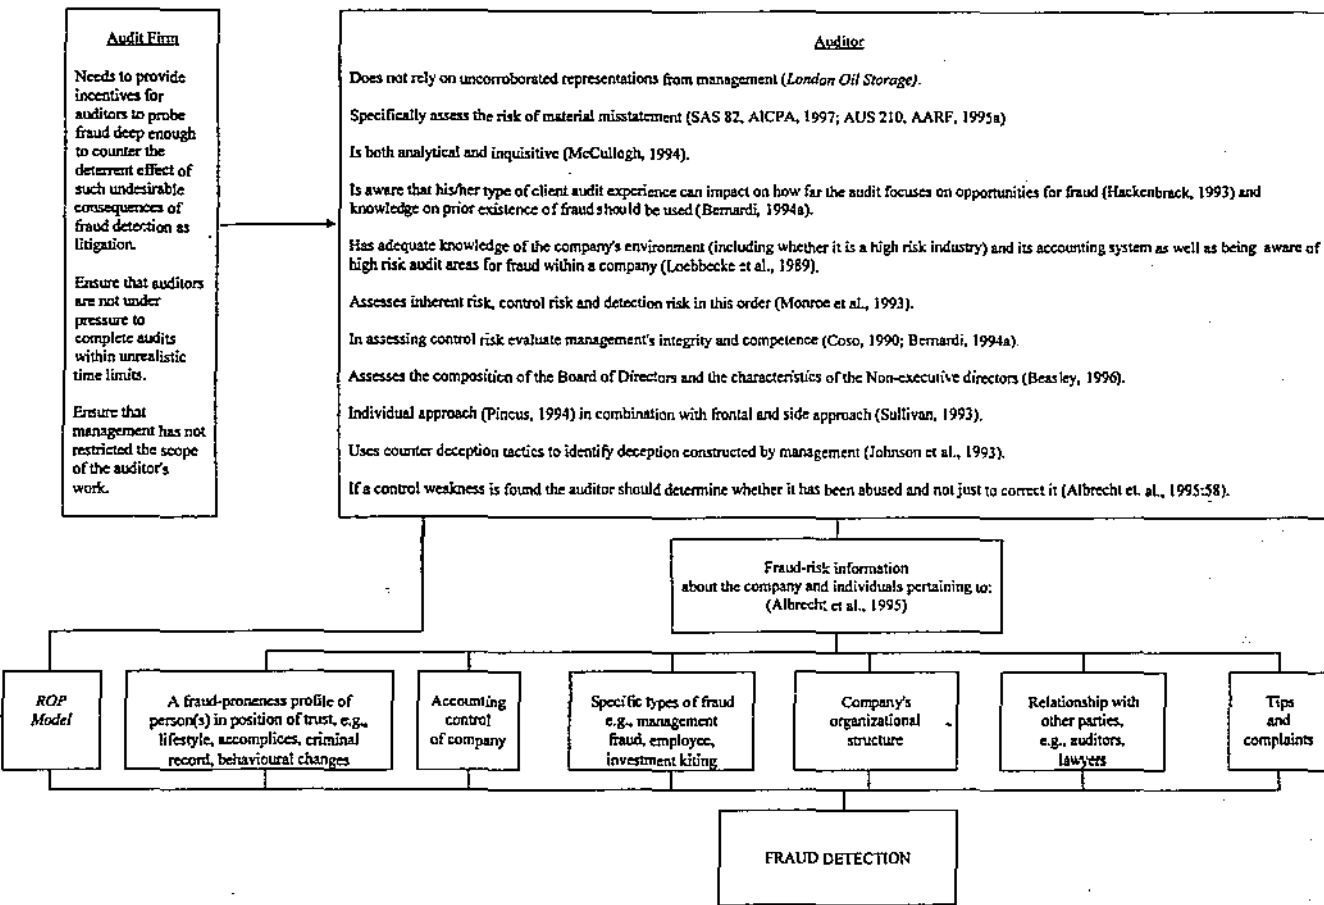 Audit Firm
Needs to provide
incentives for
auditors to probe
fraud deep enough
to counter the
deterrent effect of
such undesirable
consequences of
fraud detection as
litigation.
Ensure that auditors
are not under
pressure to
complete audits
within unrealistic
time limits.
Ensure that
management has not
restricted the scope
of the auditor's
work.
Auditor
Does not rely on uncorroborated representations from management (London Oil Storage).
Specifically assess the risk of material misstatement (SAS 82, AICPA, 1997; AUS 210, AARF, 1995a)
Is both analytical and inquisitive (McCullogh, 1994).
Is aware that his/her type of client audit experience can impact on how far the audit focuses on opportunities for fraud (Hackenbrack, 1993) and
knowledge on prior existence of fraud should be used (Bernardi, 1994a).
Has adequate knowledge of the company's environment (including whether it is a high risk industry) and its accounting system as well as being aware of
high risk audit areas for fraud within a company (Loebbecke et al., 1989).
Assesses inherent risk, control risk and detection risk in this order (Monroe et al., 1993).
In assessing control risk evaluate management's integrity and competence (Coso, 1990; Bernardi, 1994a).
Assesses the composition of the Board of Directors and the characteristics of the Non-executive directors (Beasley, 1996).
Individual approach (Pincus, 1994) in combination with frontal and side approach (Sullivan, 1993).
Uses counter deception tactics to identify deception constructed by management (Johnson et al., 1993).
If a control weakness is found the auditor should determine whether it has been abused and not just to correct it (Albrecht et. al., 1995:58).
Fraud-risk information
about the company and individuals pertaining to:
(Albrecht et al., 1995)
ROP
Model
A fraud-proneness profile of
person(s) in position of trust, e.g.,
lifestyle, accomplices, criminal
record, behavioural changes
Accounting
control
of company
Specific types of fraud
e.g., management
fraud, employee,
investment kiting
Company's
organizational
structure
Relationship with
other parties,
e.g., auditors,
lawyers
Tips
and
complaints
FRAUD DETECTION